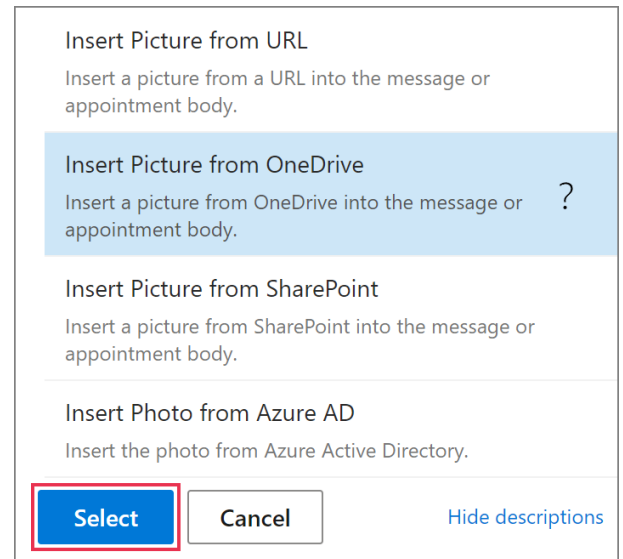 Insert Picture from URL
Insert a picture from a URL into the message or
appointment body.
Insert Picture from OneDrive
Insert a picture from OneDrive into the message or
appointment body.
?
Insert Picture from SharePoint
Insert a picture from SharePoint into the message or
appointment body.
Insert Photo from Azure AD
Insert the photo from Azure Active Directory.
Select Cancel Hide descriptions